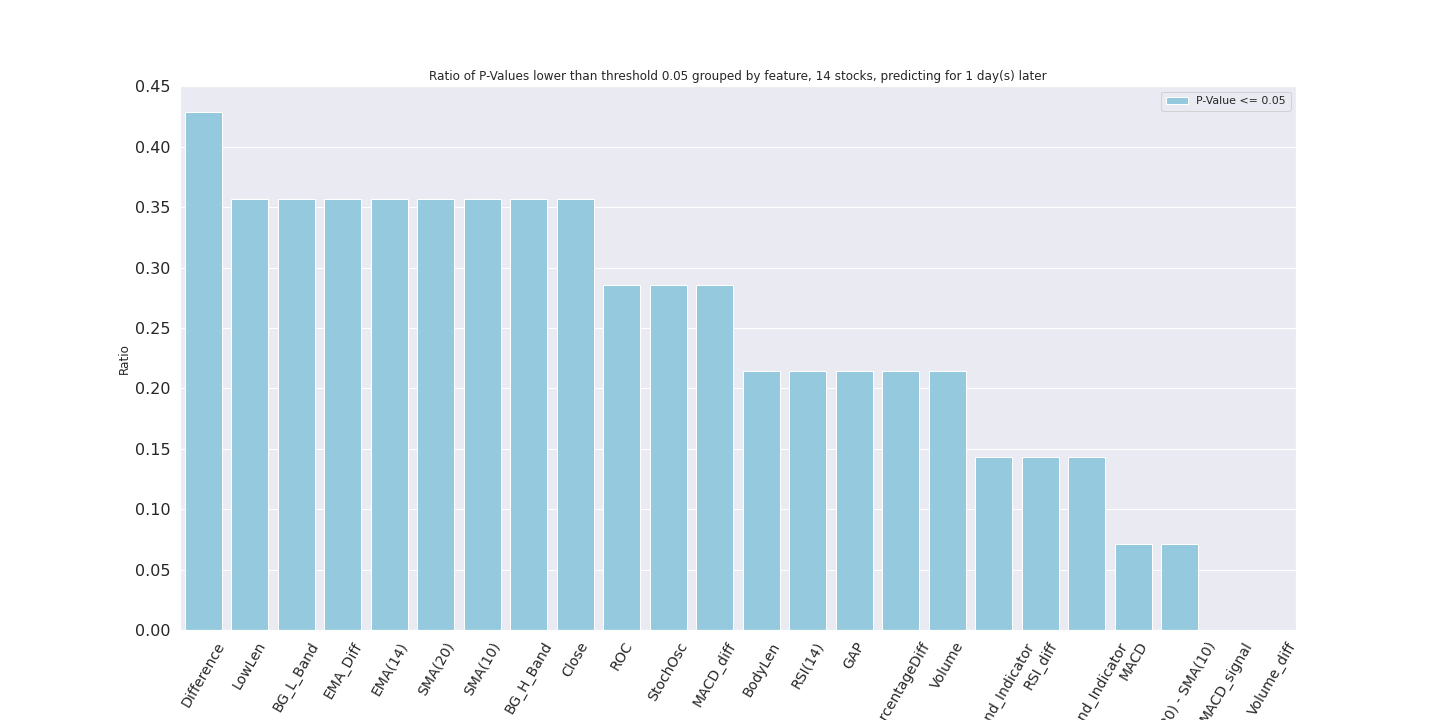 Ratio of P-Values lower than threshold 0.05 grouped by feature, 14 stocks, predicting for 1 day(s) later
P-Value <= 0.05
0.45
0.40
0.35
0.30
0.25
0.20
0.15
0.10
0.05
0.00
Ratio
Difference
LowLen
BG_L_Band
EMA_Diff
EMA(14)
SMA(20)
SMA(10)
BG_H_Band
Close
ROC
StochOsc
MACD_diff
BodyLen
RSI(14)
GAP
rcentageDiff
Volume
nd_Indicator
RSI_diff
nd_Indicator
MACD
0) - SMA(10)
MACD_signal
Volume_diff